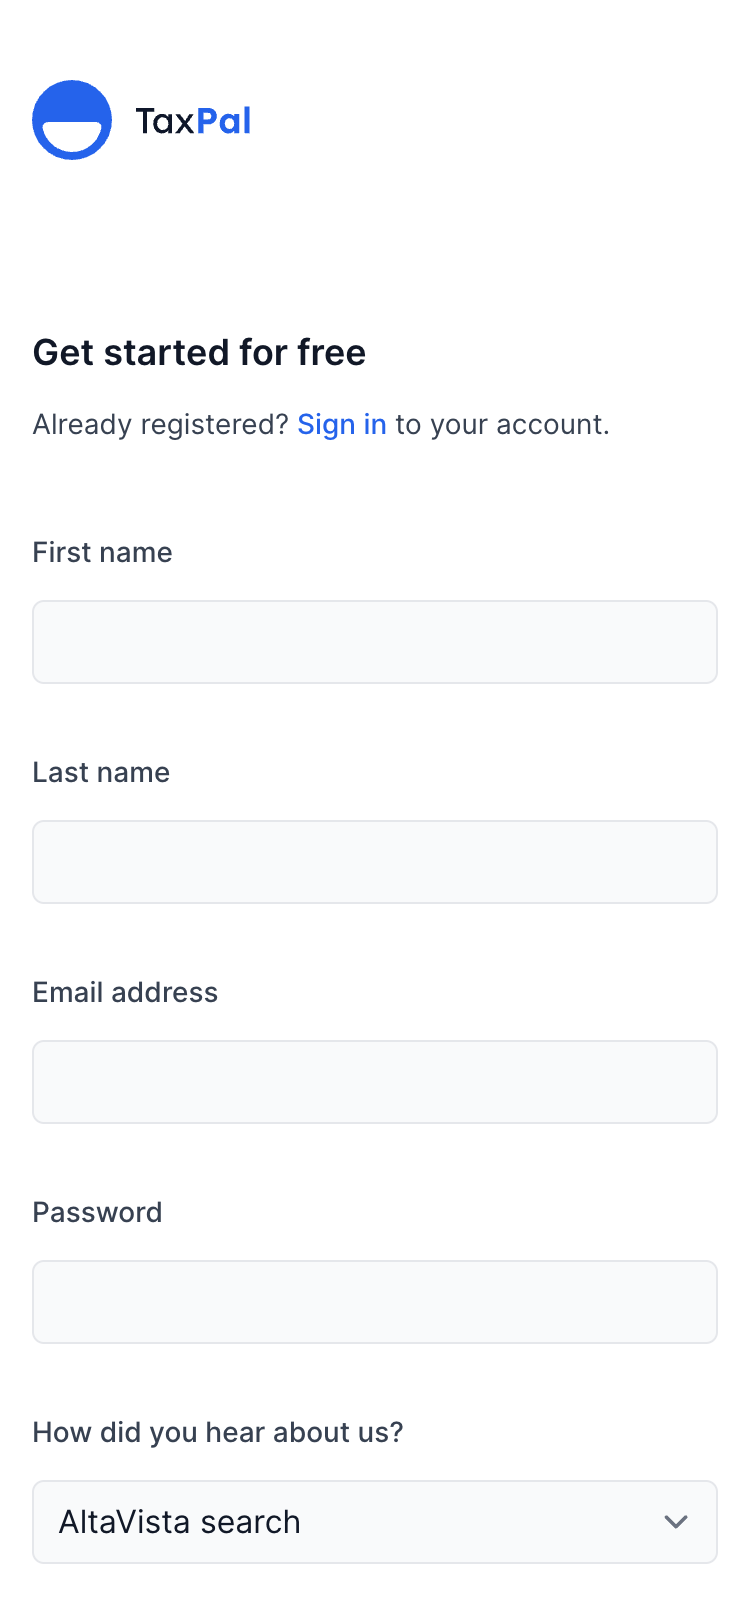 TaxPal
Get started for free
Already registered? Sign in to your account.
First name
Last name
Email address
Password
How did you hear about us?
AltaVista search